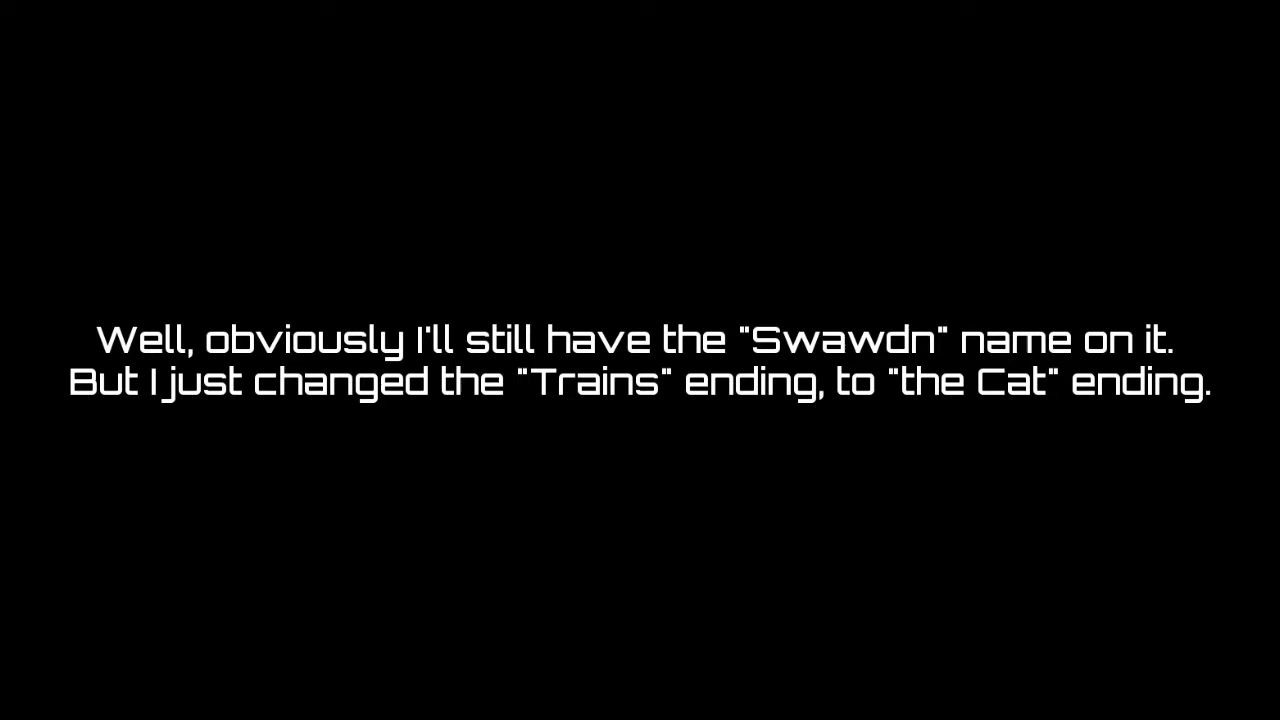 Well, obviously I'll still have the "Swawdn" name on it.
But I just changed the "Trains" ending, to "the Cat" ending.